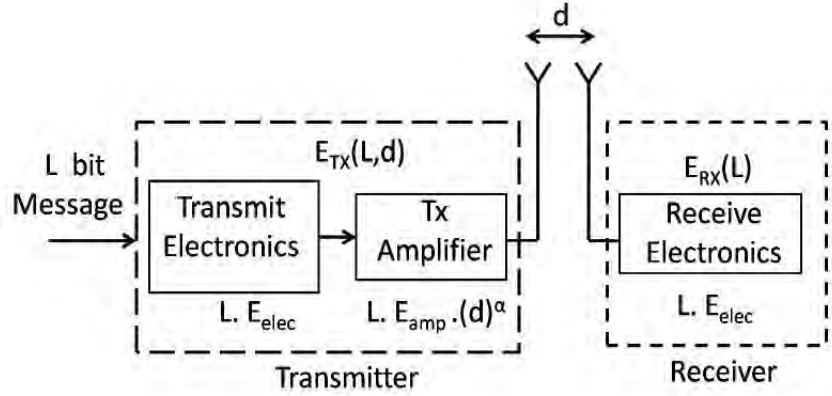 d
L bit
Message
E_TX(L,d)
Transmit
Electronics
L. E_elec
Tx
Amplifier
L. E_amp .(d)^α
Transmitter
E_RX(L)
Receive
Electronics
L. E_elec
Receiver